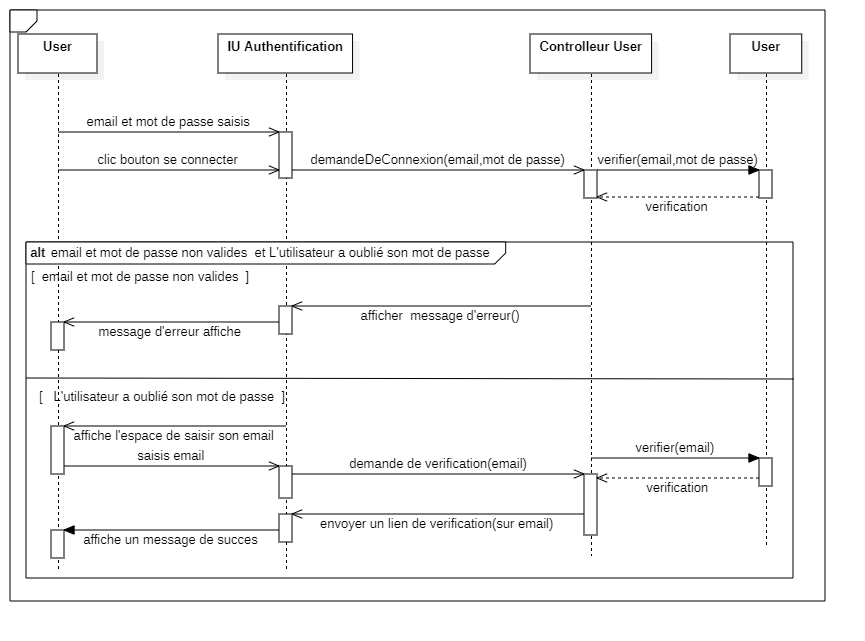 User
IU Authentification
Controlleur User
User
email et mot de passe saisis
clic bouton se connecter
demandeDeConnexion(email,mot de passe)
verifier(email,mot de passe)
verification
alt email et mot de passe non valides et L'utilisateur a oublié son mot de passe
[ email et mot de passe non valides ]
afficher message d'erreur()
message d'erreur affiche
[ L'utilisateur a oublié son mot de passe ]
affiche l'espace de saisir son email
saisis email
verifier(email)
demande de verification(email)
verification
envoyer un lien de verification(sur email)
affiche un message de succes